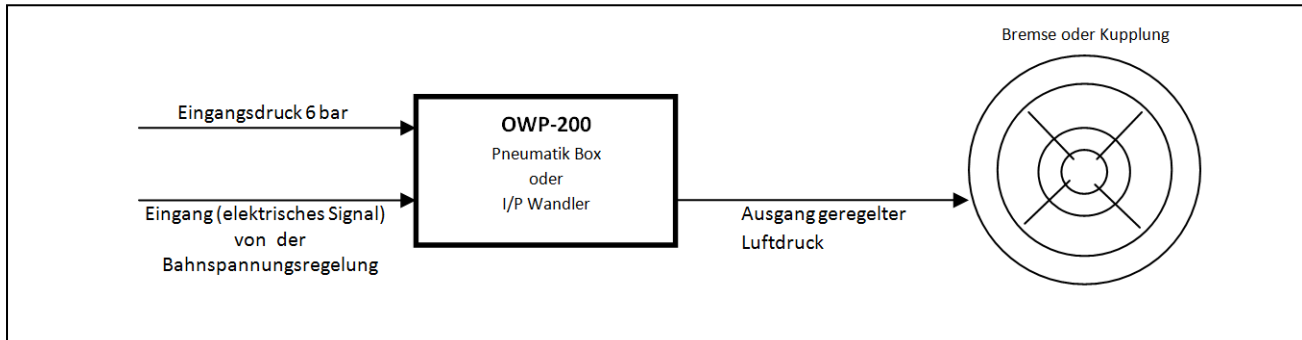 Bremse oder Kupplung
Eingangsdruck 6 bar
OWP-200
Pneumatik Box
oder
I/P Wandler
Eingang (elektrisches Signal)
von der
Bahnspannungsregelung
Ausgang geregelter
Luftdruck